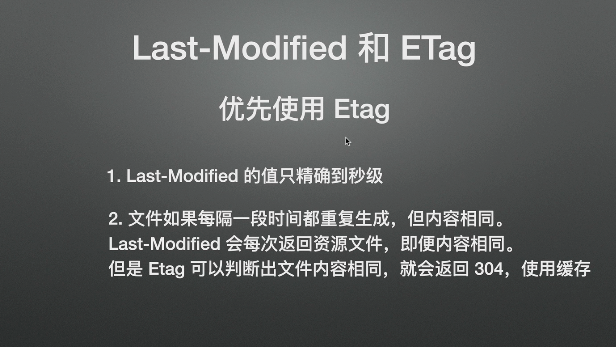 Last-Modified 和 ETag
优先使用 Etag
1. Last-Modified 的值只精确到秒级
2. 文件如果每隔一段时间都重复生成，但内容相同。
Last-Modified 会每次返回资源文件，即便内容相同。
但是 Etag 可以判断出文件内容相同，就会返回 304，使用缓存